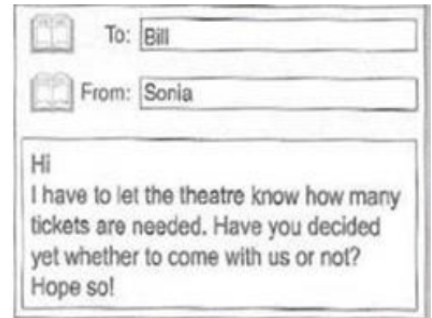 To: Bill
From: Sonia
Hi
I have to let the theatre know how many
tickets are needed. Have you decided
yet whether to come with us or not?
Hope so!